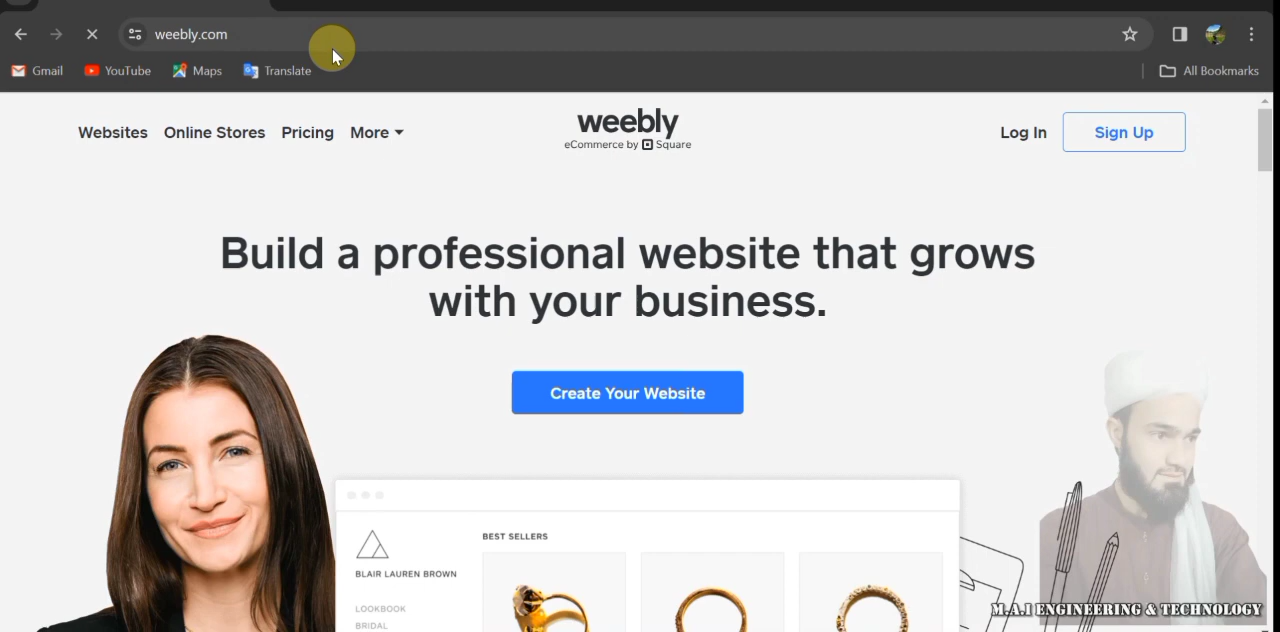 weebly.com
Gmail YouTube Maps Translate All Bookmarks
Websites Online Stores Pricing More weebly Log In Sign Up
eCommerce by Square
Build a professional website that grows
with your business.
Create Your Website
BEST SELLERS
BLAIR LAUREN BROWN
LOOKBOOK
BRIDAL
M.A.I ENGINEERING & TECHNOLOGY